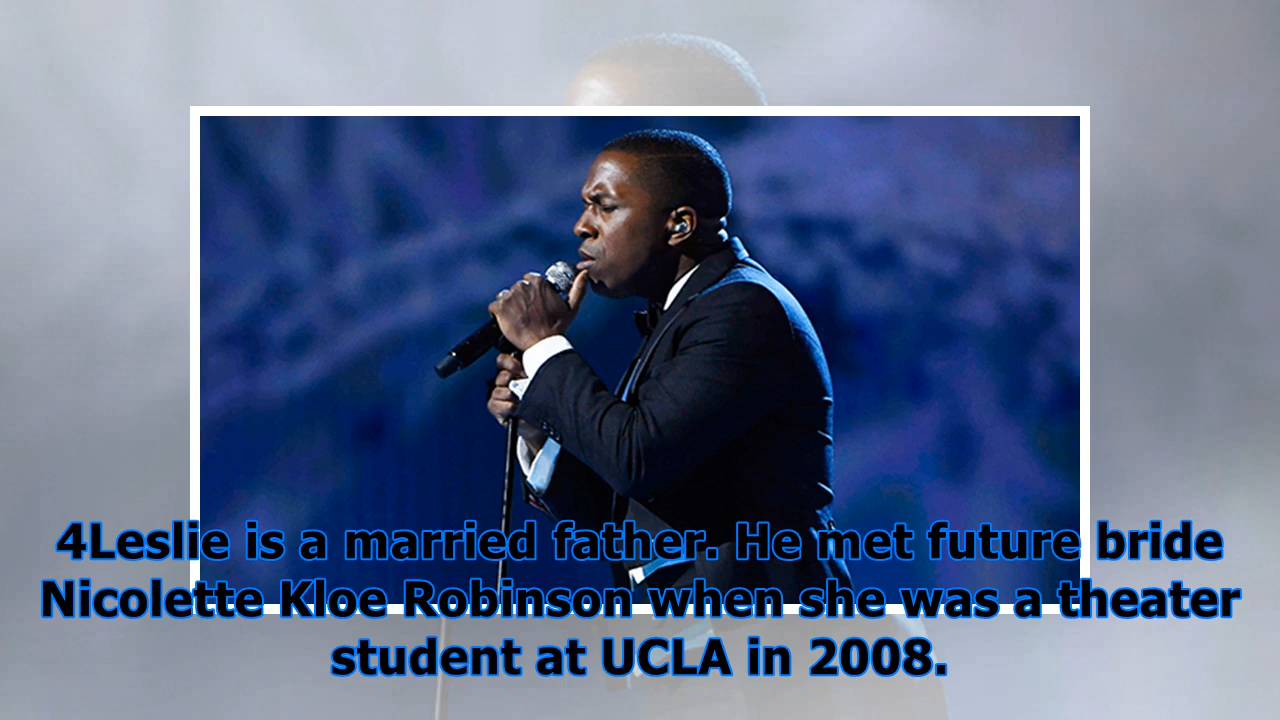 4Leslie is a married father. He met future bride
Nicolette Kloe Robinson when she was a theater
student at UCLA in 2008.